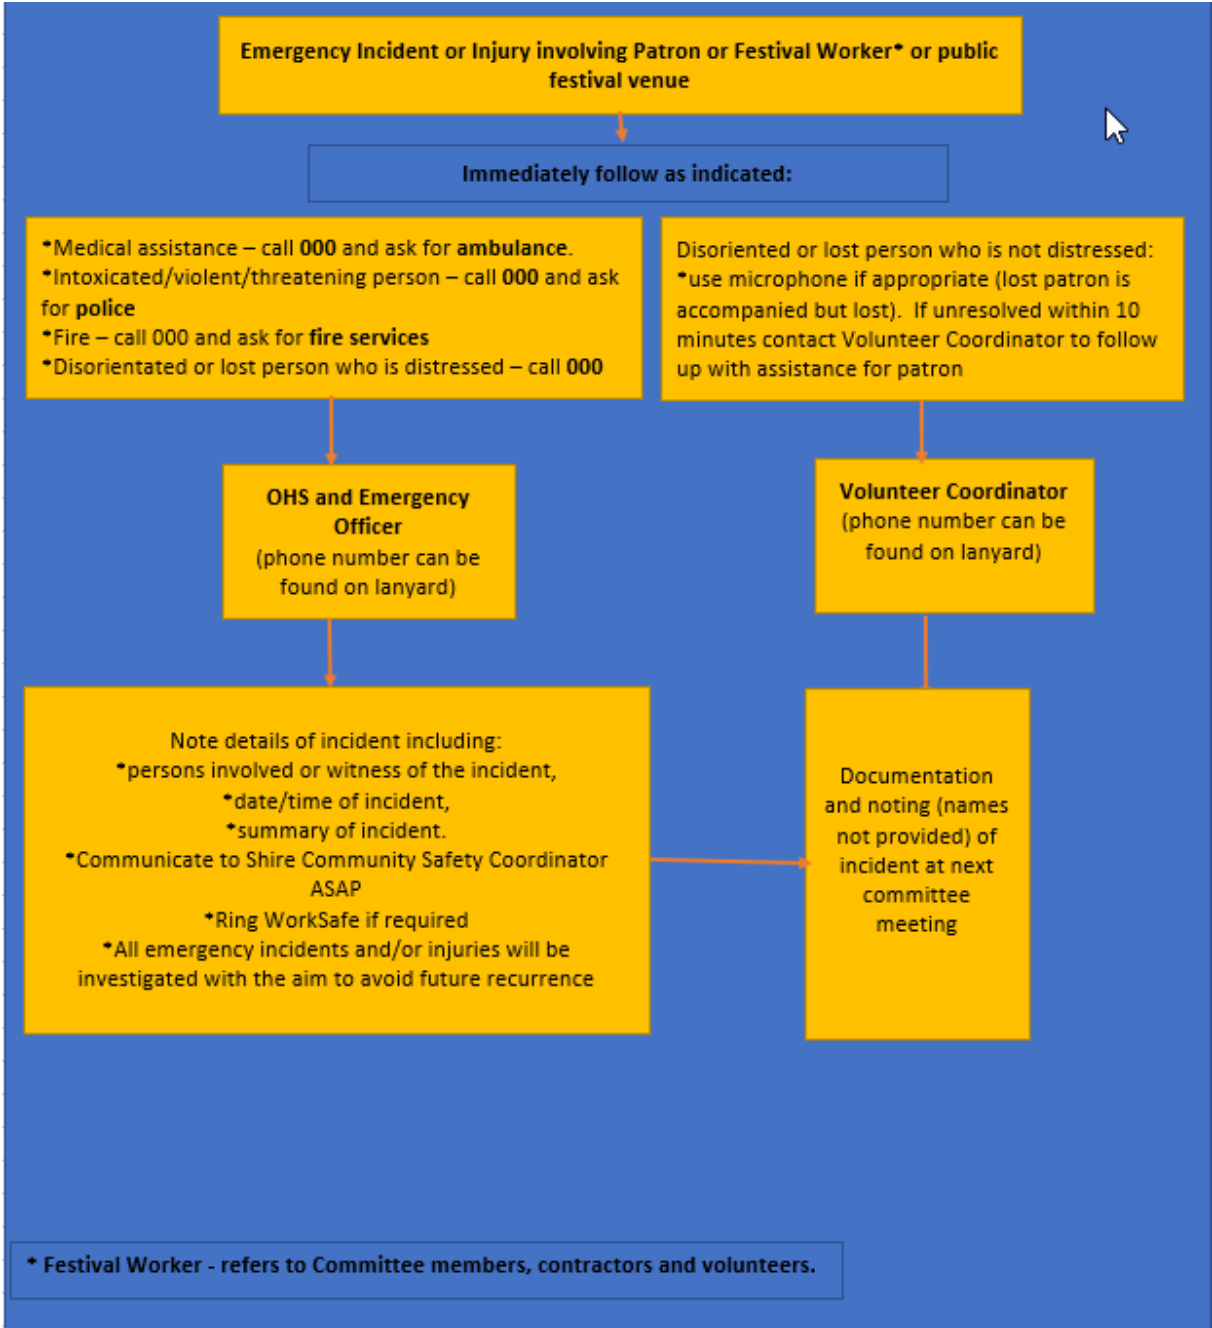 Emergency Incident or Injury involving Patron or Festival Worker* or public
festival venue
Immediately follow as indicated:
*Medical assistance – call 000 and ask for ambulance.
*Intoxicated/violent/threatening person – call 000 and ask
for police
*Fire – call 000 and ask for fire services
*Disorientated or lost person who is distressed – call 000
Disoriented or lost person who is not distressed:
*use microphone if appropriate (lost patron is
accompanied but lost).  If unresolved within 10
minutes contact Volunteer Coordinator to follow
up with assistance for patron
OHS and Emergency
Officer
(phone number can be
found on lanyard)
Volunteer Coordinator
(phone number can be
found on lanyard)
Note details of incident including:
*persons involved or witness of the incident,
*date/time of incident,
*summary of incident.
*Communicate to Shire Community Safety Coordinator
ASAP
*Ring WorkSafe if required
*All emergency incidents and/or injuries will be
investigated with the aim to avoid future recurrence
Documentation
and noting (names
not provided) of
incident at next
committee
meeting
* Festival Worker - refers to Committee members, contractors and volunteers.